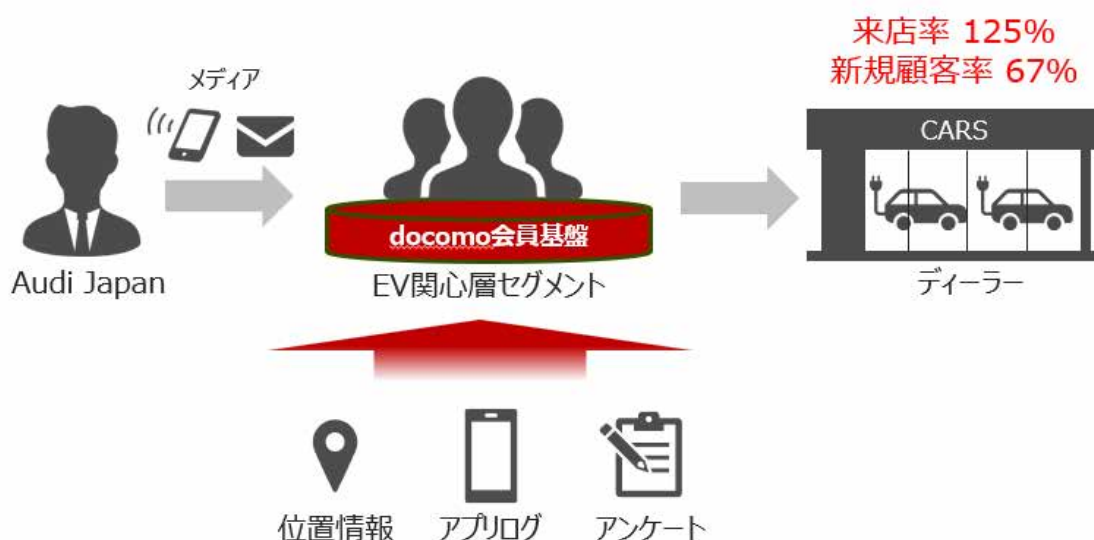 来店率 125%
新規顧客率 67%
メディア
CARS
docomo会員基盤
Audi Japan
EV関心層セグメント
ディーラー
位置情報
アプリログ
アンケート